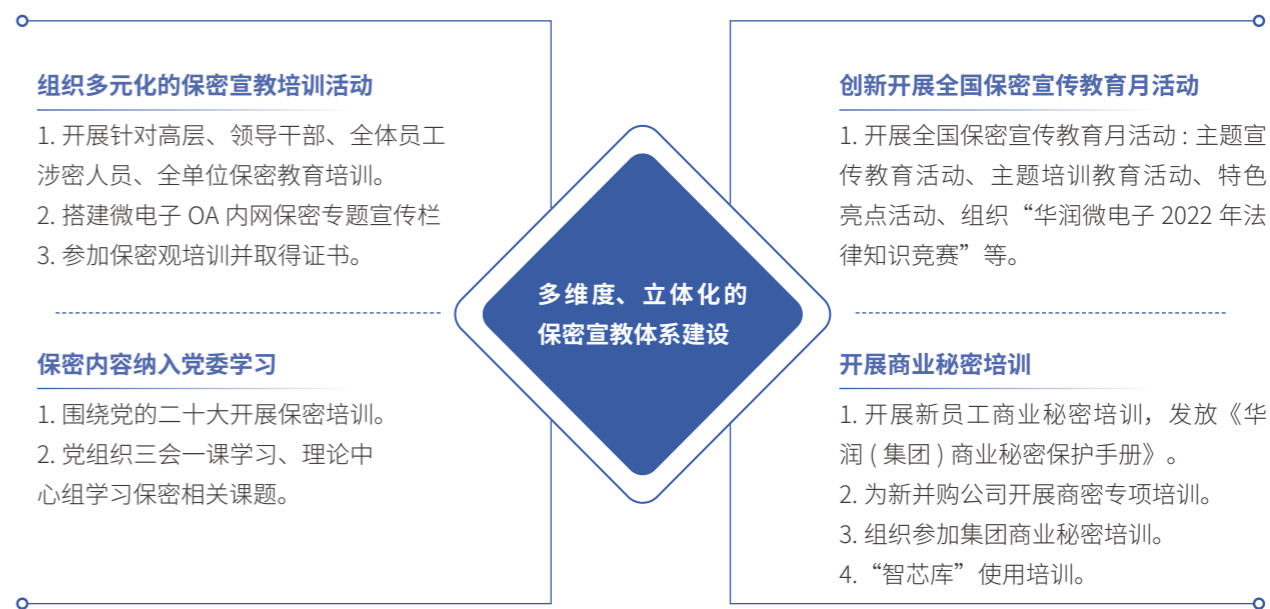 组织多元化的保密宣教培训活动
1. 开展针对高层、领导干部、全体员工
涉密人员、全单位保密教育培训。
2. 搭建微电子 OA 内网保密专题宣传栏
3. 参加保密观培训并取得证书。
保密内容纳入党委学习
1. 围绕党的二十大开展保密培训。
2. 党组织三会一课学习、理论中
心组学习保密相关课题。
多维度、立体化的
保密宣教体系建设
创新开展全国保密宣传教育月活动
1. 开展全国保密宣传教育月活动 : 主题宣
传教育活动、主题培训教育活动、特色
亮点活动、组织“华润微电子 2022 年法
律知识竞赛”等。
开展商业秘密培训
1. 开展新员工商业秘密培训，发放《华
润 ( 集团 ) 商业秘密保护手册》。
2. 为新并购公司开展商密专项培训。
3. 组织参加集团商业秘密培训。
4.“智芯库”使用培训。